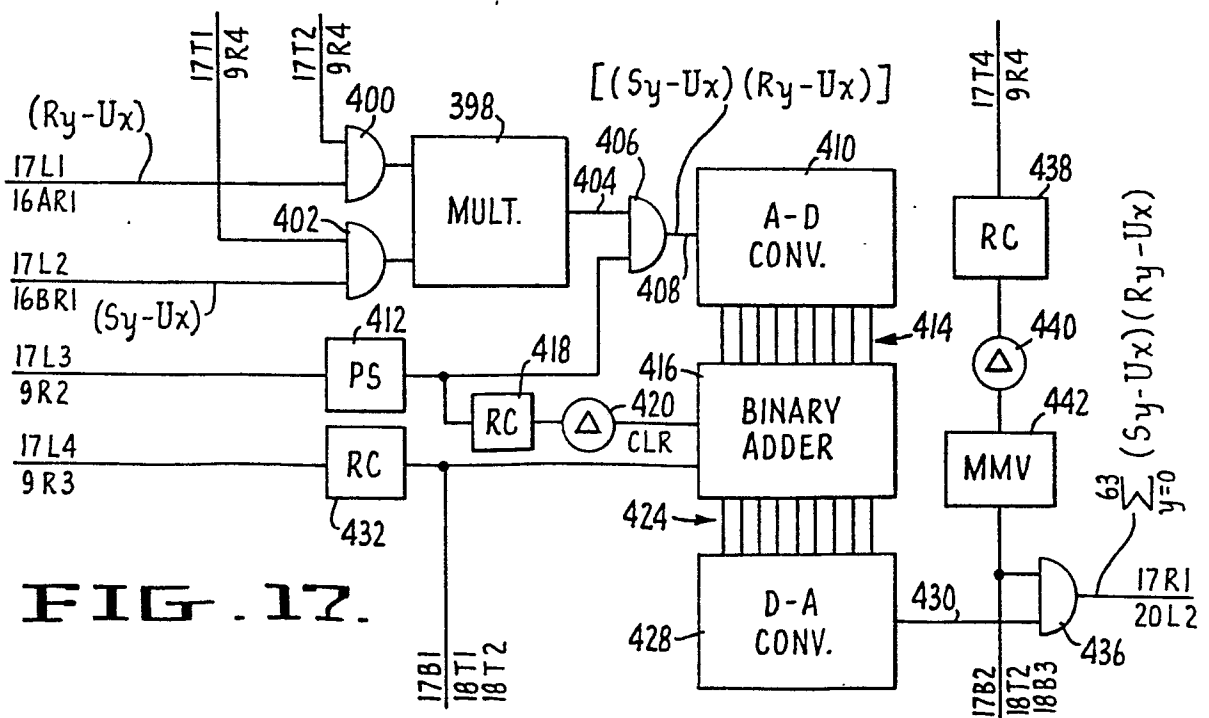 17T1
9R4
17T2
9R4
(Ry-Ux)
400
398
[(Sy-Ux)(Ry-Ux)]
17T4
9R4
17L1
16AR1
MULT.
404
406
410
A-D
CONV.
438
RC
402
17L2
16BR1
(Sy-Ux)
408
414
440
Δ
412
17L3
9R2
PS
418
RC
420
Δ
CLR
416
BINARY
ADDER
442
MMV
17L4
9R3
RC
432
424
63
Σ (Sy-Ux)(Ry-Ux)
y=0
FIG. 17.
428
D-A
CONV.
430
17R1
20L2
436
17B1
18T1
18T2
17B2
18T2
18B3